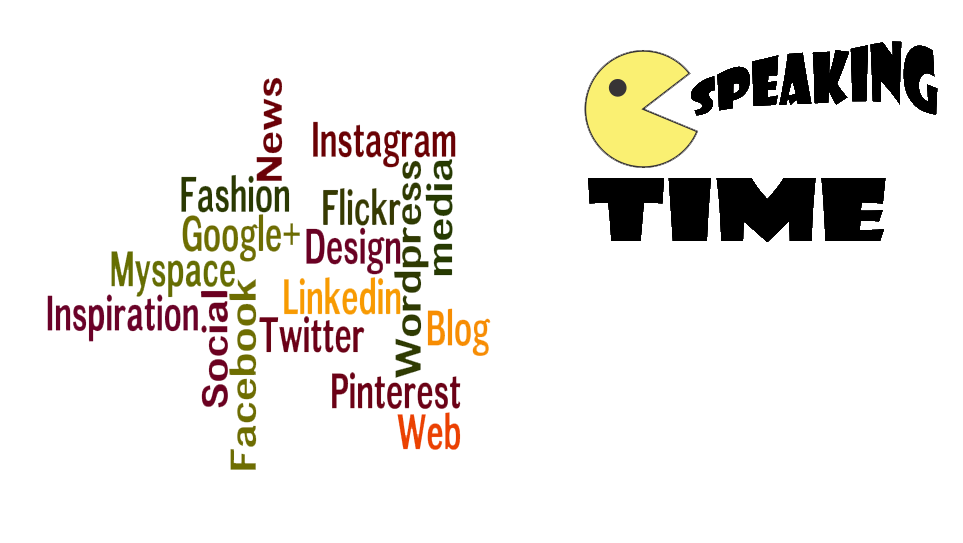 SPEAKING
TIME
News
Instagram
Fashion
Flickr
Wordpress
media
Google+
Design
Myspace
Linkedin
Inspiration
Social
Facebook
Twitter
Blog
Pinterest
Web